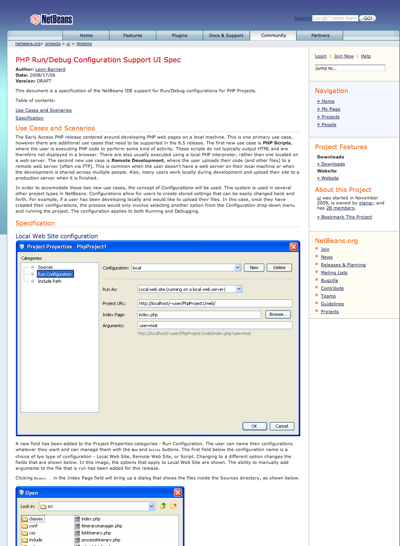 NetBeans
Search
GO!
Home
Features
Plugins
Docs & Support
Community
Partners
netbeans.org> projects > ui > Website
PHP Run/Debug Configuration Support UI Spec
Author: Leon Barnard
Date: 2008/17/06
Version: DRAFT
This document is a specification of the NetBeans IDE support for Run/Debug configurations for PHP Projects.
Table of contents:
Use Cases and Scenarios
Specification
Use Cases and Scenarios
The Early Access PHP release centered around developing PHP web pages on a local machine. This is one primary use case,
however there are additional use cases that need to be supported in the 6.5 release. The first new use case is PHP Scripts,
where the user is executing PHP code to perform some kind of activity. These scripts do not typically output HTML and are
therefore not displayed in a browser. There are also usually executed using a local PHP interpreter, rather than one located on
a web server. The second new use case is Remote Development, where the user uploads their code (and other files) to a
remote web server (often via FTP). This is common when the user doesn't have a web server on their local machine or when
the development is shared across multiple people. Also, many users work locally during development and upload their site to a
production server when it is finished.
In order to accomodate these two new use cases, the concept of Configurations will be used. This system is used in several
other project types in NetBeans. Configurations allow for users to create stored settings that can be easily changed back and
forth. For example, if a user has been developing locally and would like to upload their files. In this case, once they have
created their configurations, the process would only involve selecting another option from the Configuration drop-down menu
and running the project. The configuration applies to both Running and Debugging.
Specification
Local Web Site configuration
Project Properties - PhpProject1
Categories:
Sources
Run Configuration
Include Path
Configuration: local
New
Delete
Run As: Local web site (running on a local web server)
Project URL: http://localhost/~user/PhpProject1/web/
Index Page: index.php
Browse...
Arguments: user=test
http://localhost/~user/PhpProject1/web/index.php?user=test
OK
Cancel
A new field has been added to the Project Properties categories - Run Configuration. The user can name their configurations
whatever they want and can manage them with the New and Delete buttons. The first field below the configuration name is a
choice of tye type of configuration - Local Web Site, Remote Web Site, or Script. Changing to a different option changes the
fields that are shown below. In this image, the options that apply to Local Web Site are shown. The ability to manually add
arguments to the file that is run has been added for this release.
Clicking Browse... in the Index Page field will bring up a dialog that shows the files inside the Sources directory, as shown below.
Open
Look in: src
classes
conf
css
include
index.php
itinerarymanager.php
listitinerary.php
processitinerary.php
Login | Join Now | Help
jump to...
Navigation
» Home
» My Page
» Projects
» People
Project Features
Downloads
» Downloads
Website
» Website
About this Project
ui was started in November
2009, is owned by
has 28 members.
» Bookmark This Project
NetBeans.org
Join
News
Releases & Planning
Mailing Lists
Bugzilla
Contribute
Teams
Guidelines
Projects